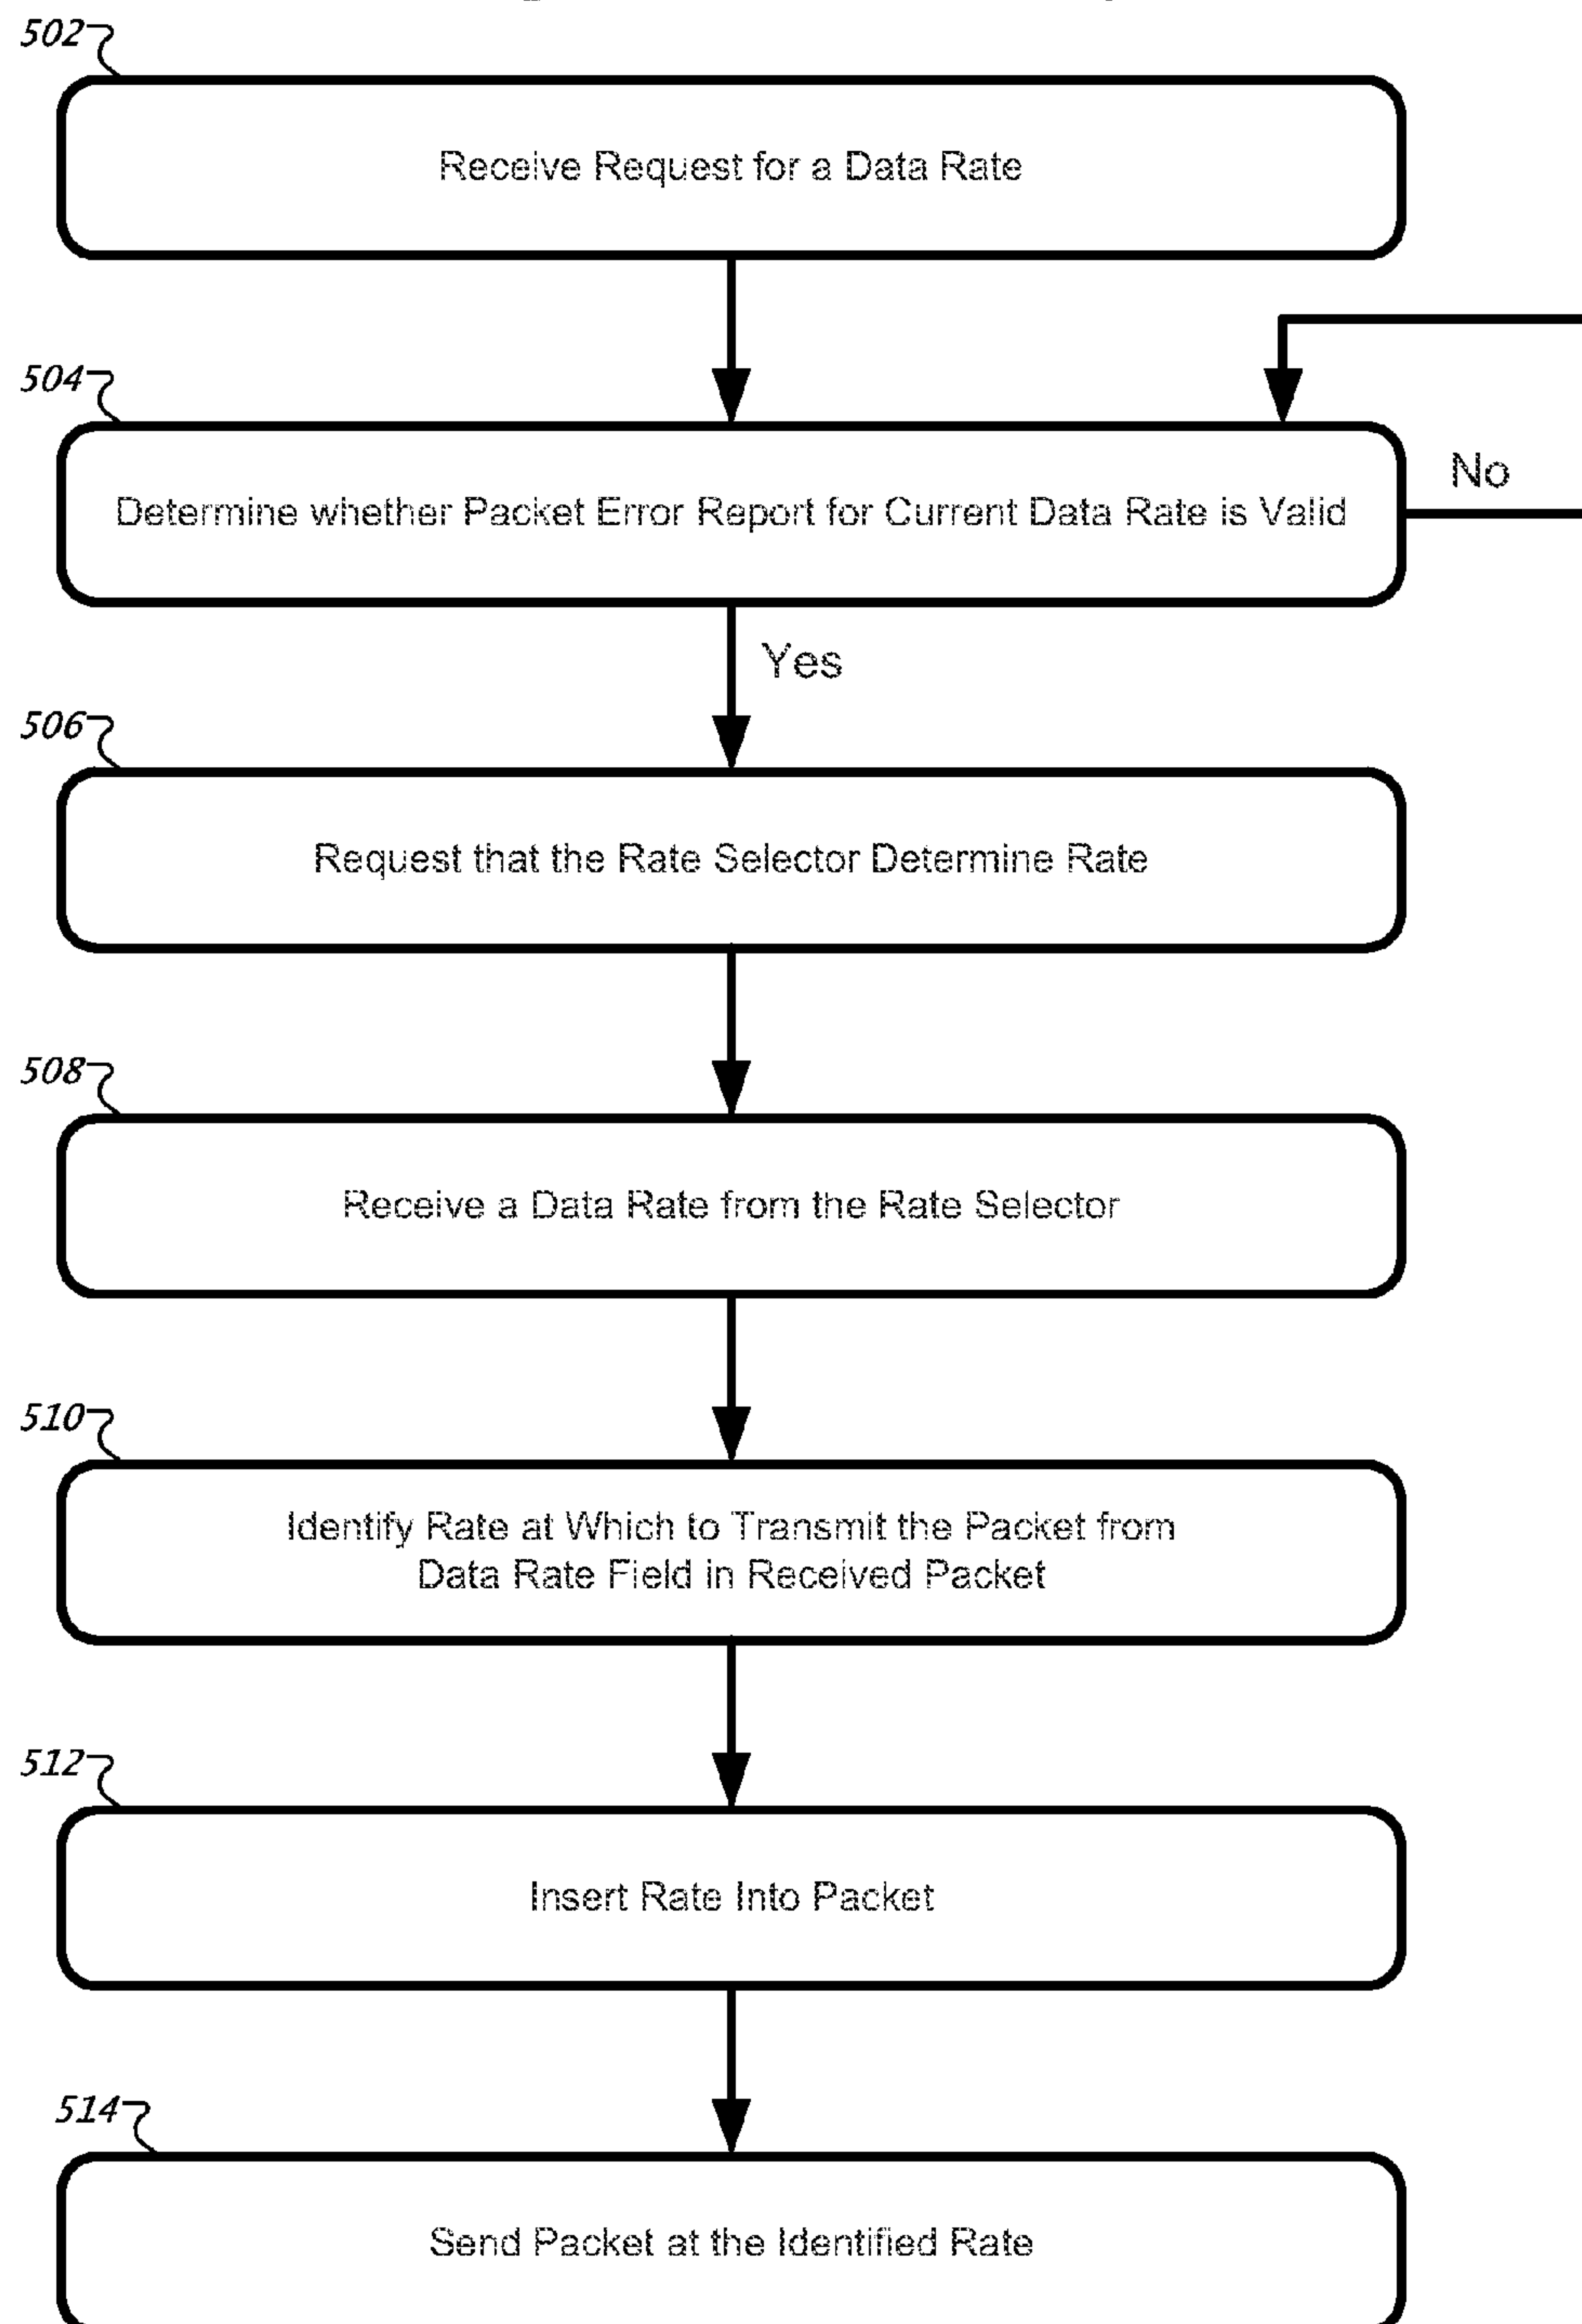 502
Receive Request for a Data Rate
504
Determine whether Packet Error Report for Current Data Rate is Valid
No
Yes
506
Request that the Rate Selector Determine Rate
508
Receive a Data Rate from the Rate Selector
510
Identify Rate at Which to Transmit the Packet from
Data Rate Field in Received Packet
512
Insert Rate Into Packet
514
Send Packet at the Identified Rate